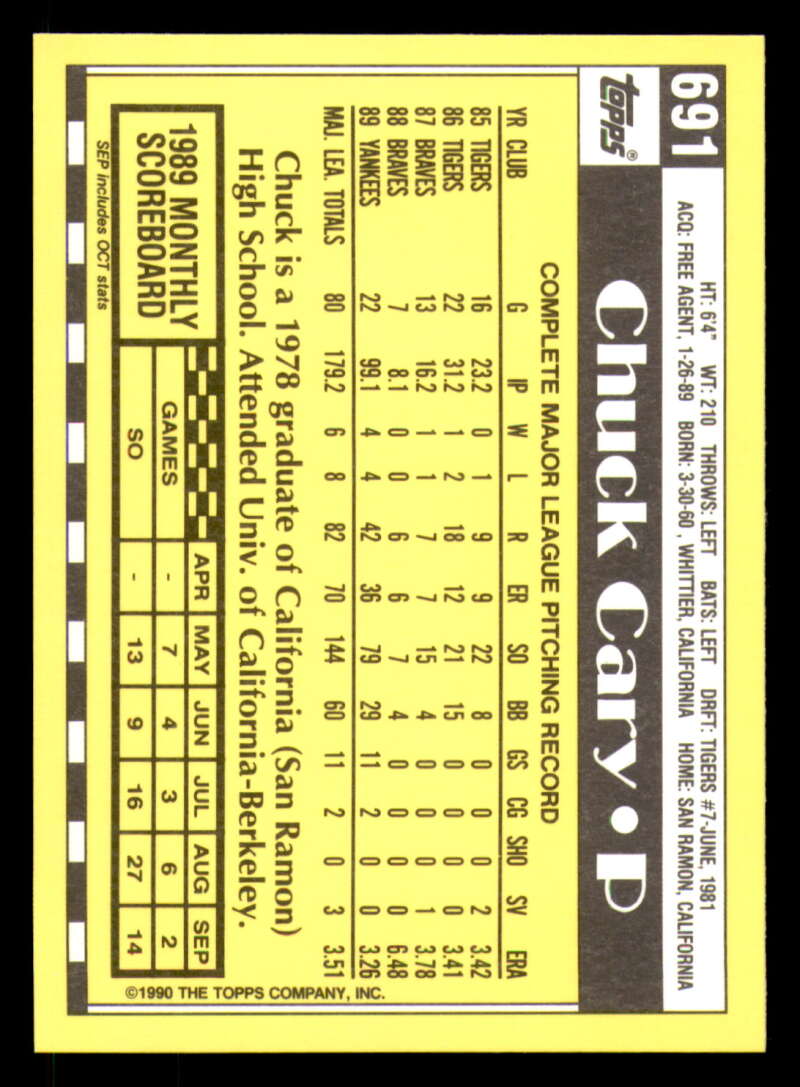 691
HT: 6'4" WT: 210 THROWS: LEFT BATS: LEFT DRFT: TIGERS #7-JUNE, 1981
ACQ: FREE AGENT, 1-26-89 BORN: 3-30-60, WHITTIER, CALIFORNIA HOME: SAN RAMON, CALIFORNIA
topps®
Chuck Cary • P
COMPLETE MAJOR LEAGUE PITCHING RECORD
YR CLUB G IP W L R ER SO BB GS CG SHO SV ERA
85 TIGERS 16 23.2 0 1 9 9 22 8 0 0 0 2 3.42
86 TIGERS 22 31.2 1 2 18 12 21 15 0 0 0 0 3.41
87 BRAVES 13 16.2 1 1 7 7 15 4 0 0 0 1 3.78
88 BRAVES 7 8.1 0 0 6 6 7 4 0 0 0 0 6.48
89 YANKEES 22 99.1 4 4 42 36 79 29 11 2 0 0 3.26
MAJ. LEA. TOTALS 80 179.2 6 8 82 70 144 60 11 2 0 3 3.51
Chuck is a 1978 graduate of California (San Ramon)
High School. Attended Univ. of California-Berkeley.
1989 MONTHLY
SCOREBOARD
APR MAY JUN JUL AUG SEP
GAMES - 7 4 3 6 2
SO - 13 9 16 27 14
SEP includes OCT stats
©1990 THE TOPPS COMPANY, INC.